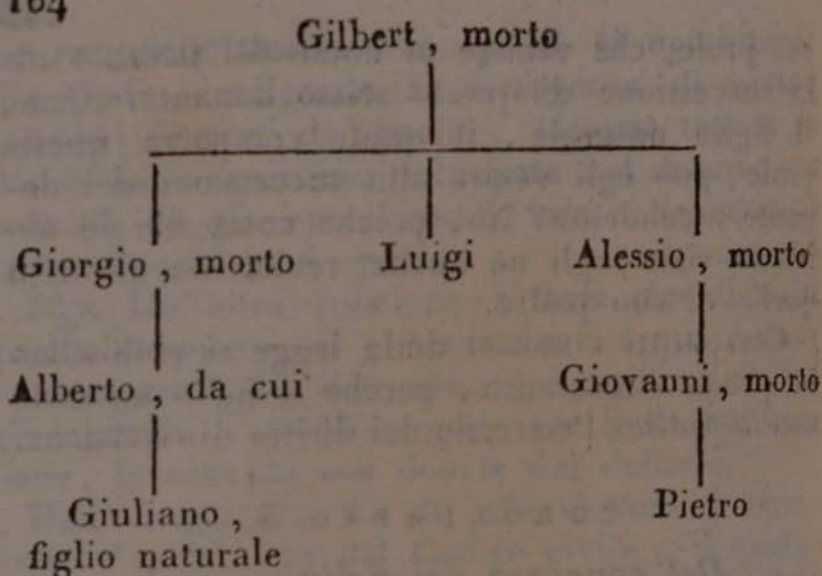 164
Gilbert , morto
Giorgio , morto Luigi Alessio , morto
Alberto , da cui Giovanni , morto
Giuliano , Pietro
figlio naturale